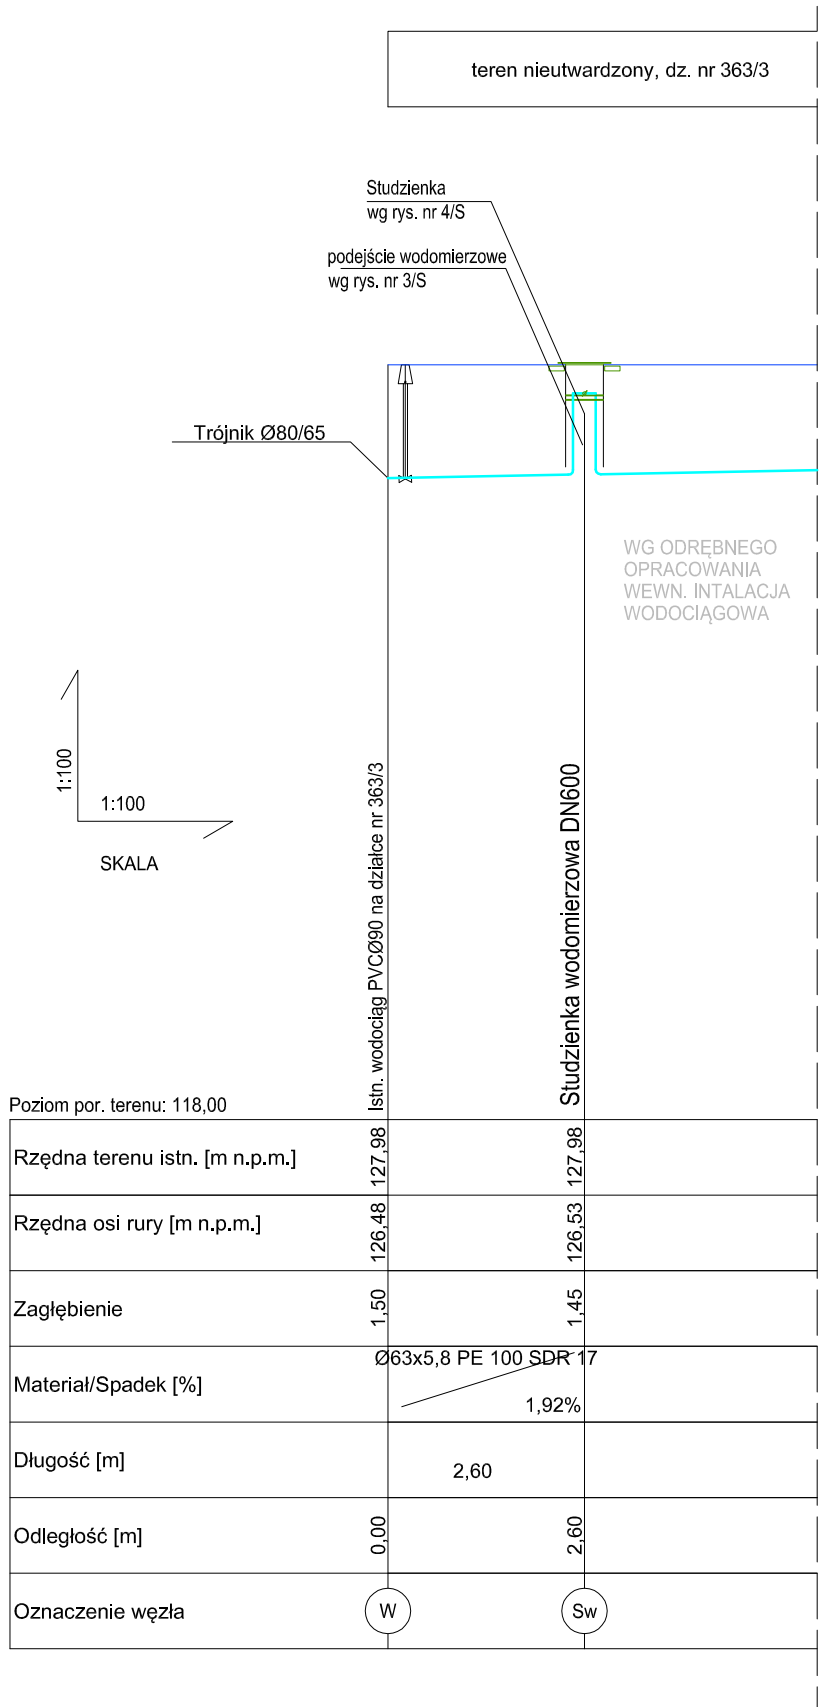 teren nieutwardzony, dz. nr 363/3
Studzienka
wg rys. nr 4/S
podejście wodomierzowe
wg rys. nr 3/S
Trójnik Ø80/65
WG ODRĘBNEGO
OPRACOWANIA
WEWN. INTALACJA
WODOCIĄGOWA
1:100
1:100
SKALA
Istn. wodociąg PVCØ90 na działce nr 363/3
Studzienka wodomierzowa DN600
Poziom por. terenu: 118,00
Rzędna terenu istn. [m n.p.m.] 127,98 127,98
Rzędna osi rury [m n.p.m.] 126,48 126,53
Zagłębienie 1,50 1,45
Ø63x5,8 PE 100 SDR 17
Materiał/Spadek [%]
1,92%
Długość [m] 2,60
Odległość [m] 0,00 2,60
Oznaczenie węzła W Sw